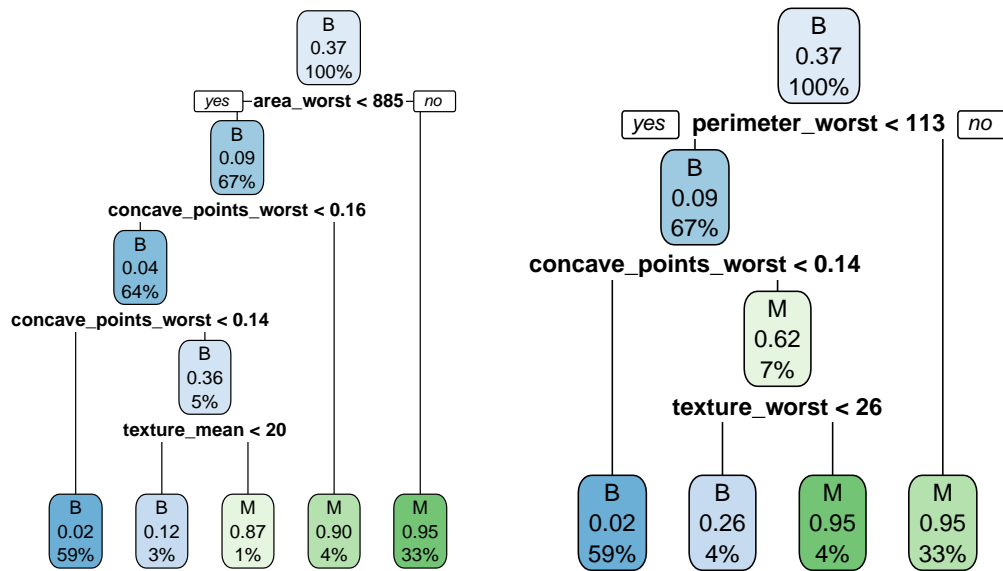 B
0.37
100%
yes area_worst < 885 no
B
0.09
67%
concave_points_worst < 0.16
B
0.04
64%
concave_points_worst < 0.14
B
0.36
5%
texture_mean < 20
B
0.02
59%
B
0.12
3%
M
0.87
1%
M
0.90
4%
M
0.95
33%
B
0.37
100%
yes perimeter_worst < 113 no
B
0.09
67%
concave_points_worst < 0.14
M
0.62
7%
texture_worst < 26
B
0.02
59%
B
0.26
4%
M
0.95
4%
M
0.95
33%